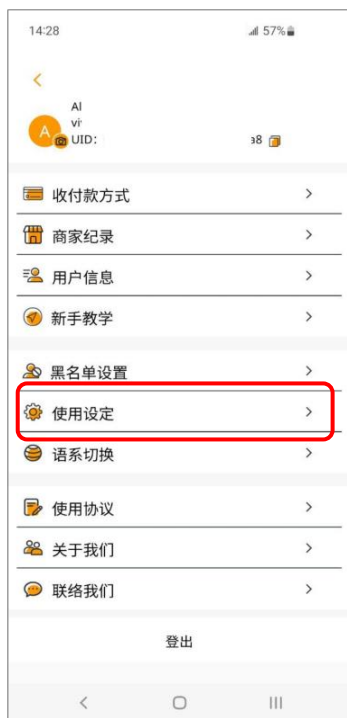 14:28 57%
A
Al
vi
UID: a8
收付款方式
商家纪录
用户信息
新手教学
黑名单设置
使用设定
语系切换
使用协议
关于我们
联络我们
登出